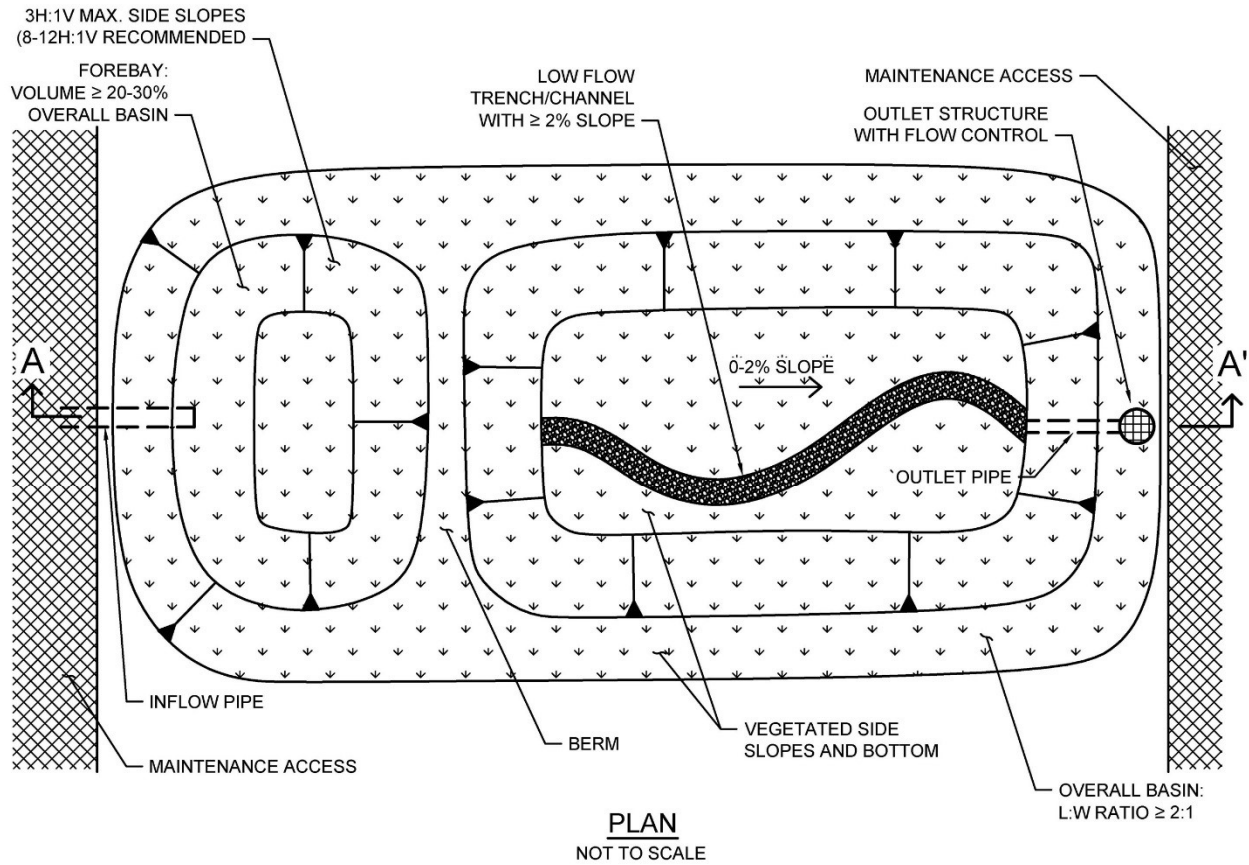 3H:1V MAX. SIDE SLOPES
(8-12H:1V RECOMMENDED
FOREBAY:
VOLUME ≥ 20-30%
OVERALL BASIN
LOW FLOW
TRENCH/CHANNEL
WITH ≥ 2% SLOPE
MAINTENANCE ACCESS
OUTLET STRUCTURE
WITH FLOW CONTROL
A
A'
0-2% SLOPE
`OUTLET PIPE
INFLOW PIPE
MAINTENANCE ACCESS
BERM
VEGETATED SIDE
SLOPES AND BOTTOM
OVERALL BASIN:
L:W RATIO ≥ 2:1
PLAN
NOT TO SCALE